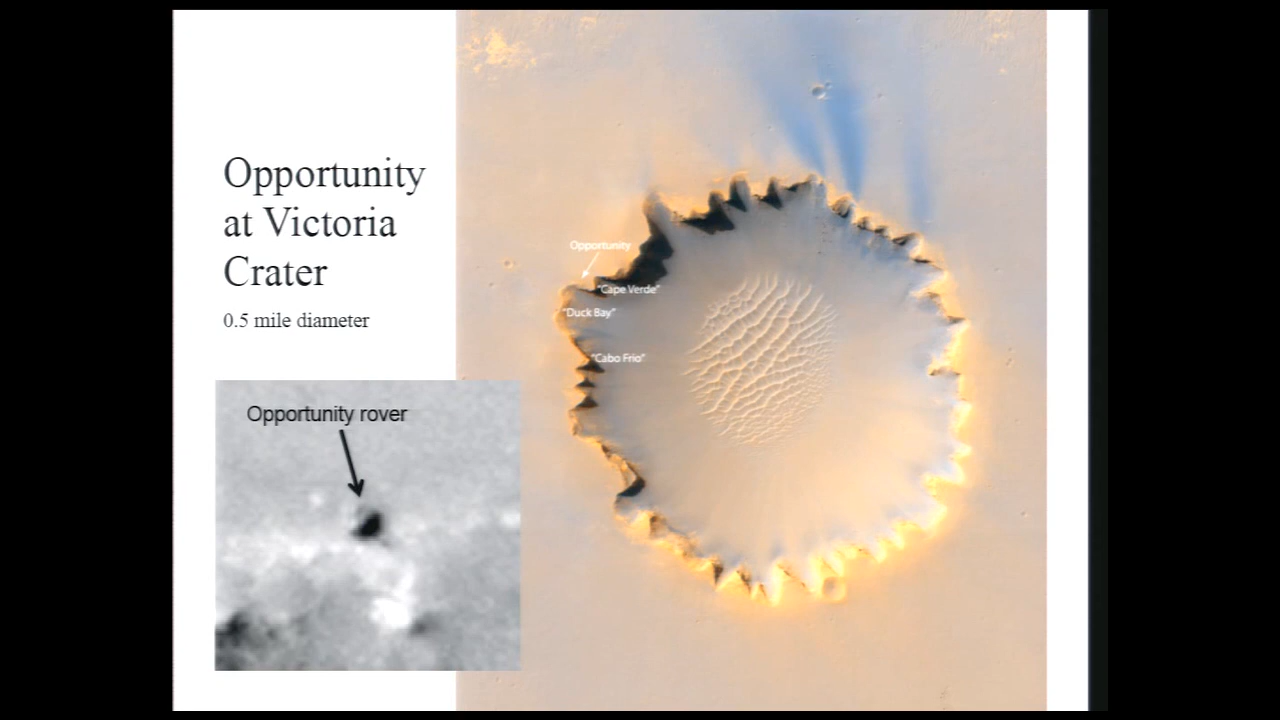 Opportunity
at Victoria
Crater
0.5 mile diameter
Opportunity rover
Opportunity
"Cape Verde"
"Duck Bay"
"Cabo Frio"